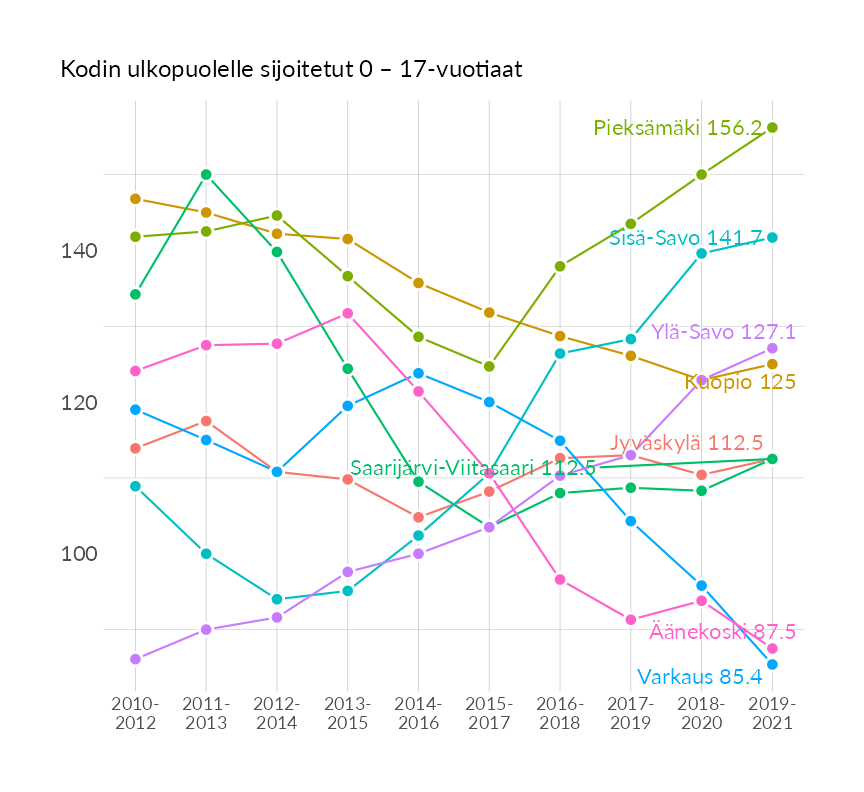 Kodin ulkopuolelle sijoitetut 0 – 17-vuotiaat
Pieksämäki 156.2
Sisä-Savo 141.7
140
Ylä-Savo 127.1
Kuopio 125
120
Jyväskylä 112.5
Saarijärvi-Viitasaari 112.5
100
Äänekoski 87.5
Varkaus 85.4
2010- 2011- 2012- 2013- 2014- 2015- 2016- 2017- 2018- 2019-
2012 2013 2014 2015 2016 2017 2018 2019 2020 2021